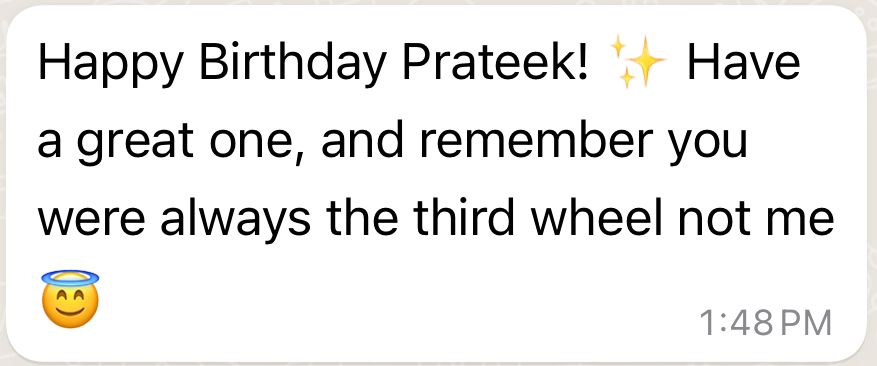 Happy Birthday Prateek! ✨ Have
a great one, and remember you
were always the third wheel not me
😇
1:48 PM